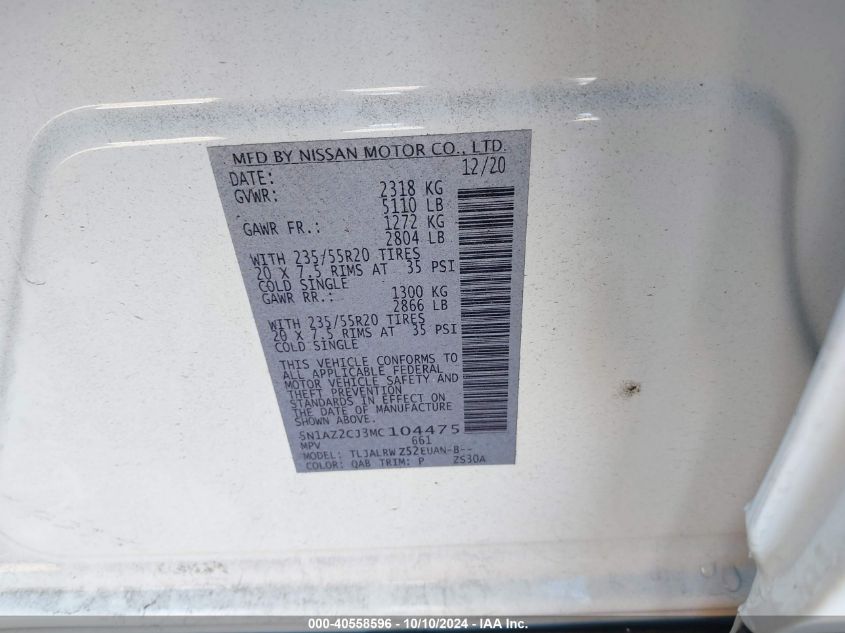 MFD BY NISSAN MOTOR CO., LTD.
DATE: 12/20
GVWR: 2318 KG
5110 LB
GAWR FR.: 1272 KG
2804 LB
WITH 235/55R20 TIRES
20 X 7.5 RIMS AT 35 PSI
COLD SINGLE
GAWR RR.: 1300 KG
2866 LB
WITH 235/55R20 TIRES
20 X 7.5 RIMS AT 35 PSI
COLD SINGLE
THIS VEHICLE CONFORMS TO
ALL APPLICABLE FEDERAL
MOTOR VEHICLE SAFETY AND
THEFT PREVENTION
STANDARDS IN EFFECT ON
THE DATE OF MANUFACTURE
SHOWN ABOVE.
5N1AZ2CJ3MC104475
MPV 661
MODEL: TLJALRW Z52EUAN-B--
COLOR: QAB TRIM: P ZS30A
000-40558596 - 10/10/2024 - IAA Inc.